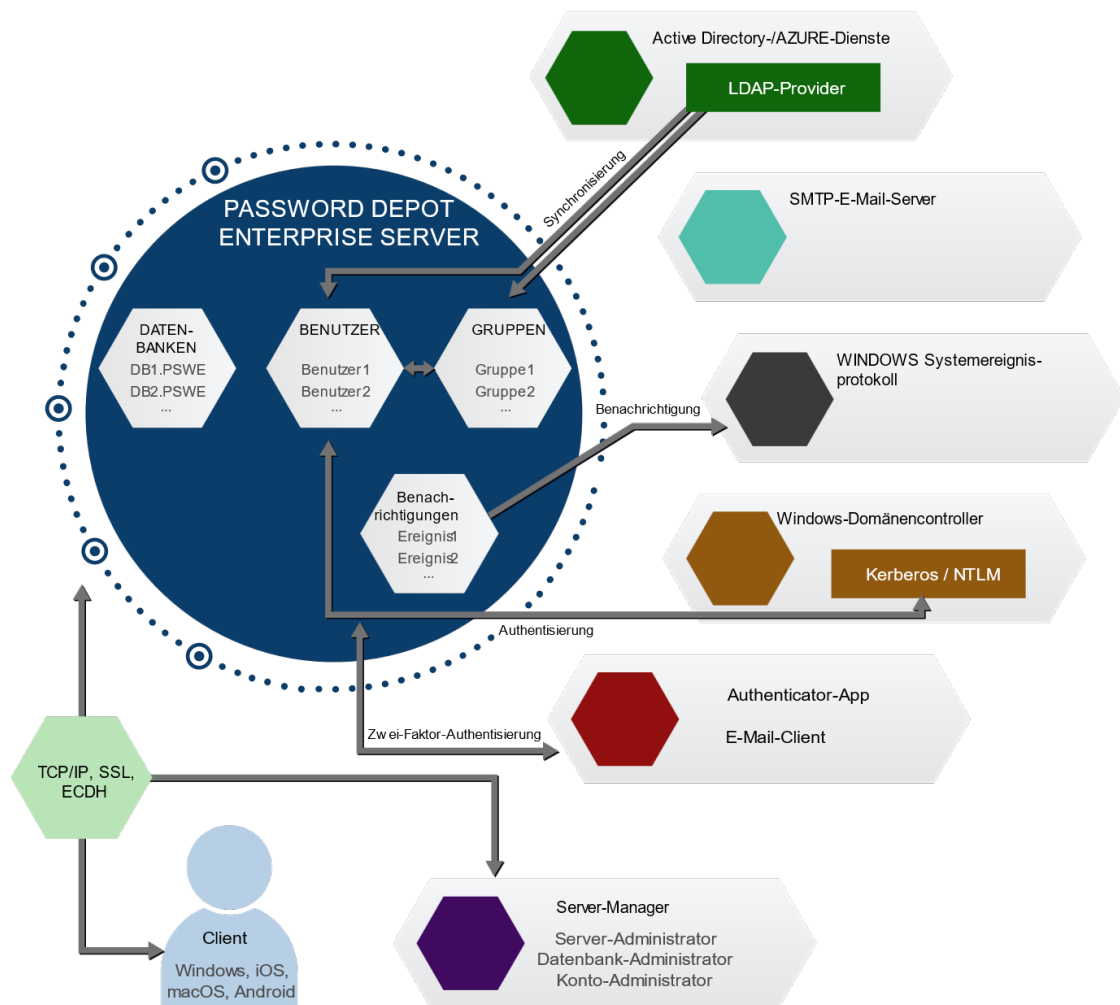 Active Directory-/AZURE-Dienste
LDAP-Provider
Synchronisierung
SMTP-E-Mail-Server
PASSWORD DEPOT
ENTERPRISE SERVER
DATEN-
BANKEN
DB1.PSWE
DB2.PSWE
...
BENUTZER
Benutzer1
Benutzer2
...
GRUPPEN
Gruppe1
Gruppe2
...
WINDOWS Systemereignis-
protokoll
Benachrichtigung
Benach-
richtigungen
Ereignis1
Ereignis2
...
Windows-Domänencontroller
Kerberos / NTLM
Authentisierung
Authenticator-App
E-Mail-Client
Zwei-Faktor-Authentisierung
TCP/IP, SSL,
ECDH
Client
Windows, iOS,
macOS, Android
Server-Manager
Server-Administrator
Datenbank-Administrator
Konto-Administrator